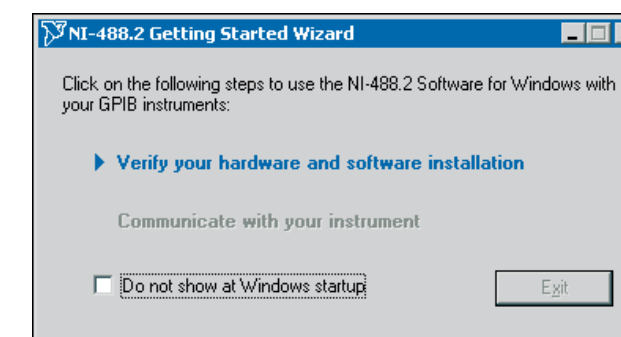 NI-488.2 Getting Started Wizard
Click on the following steps to use the NI-488.2 Software for Windows with
your GPIB instruments:
Verify your hardware and software installation
Communicate with your instrument
Do not show at Windows startup
Exit